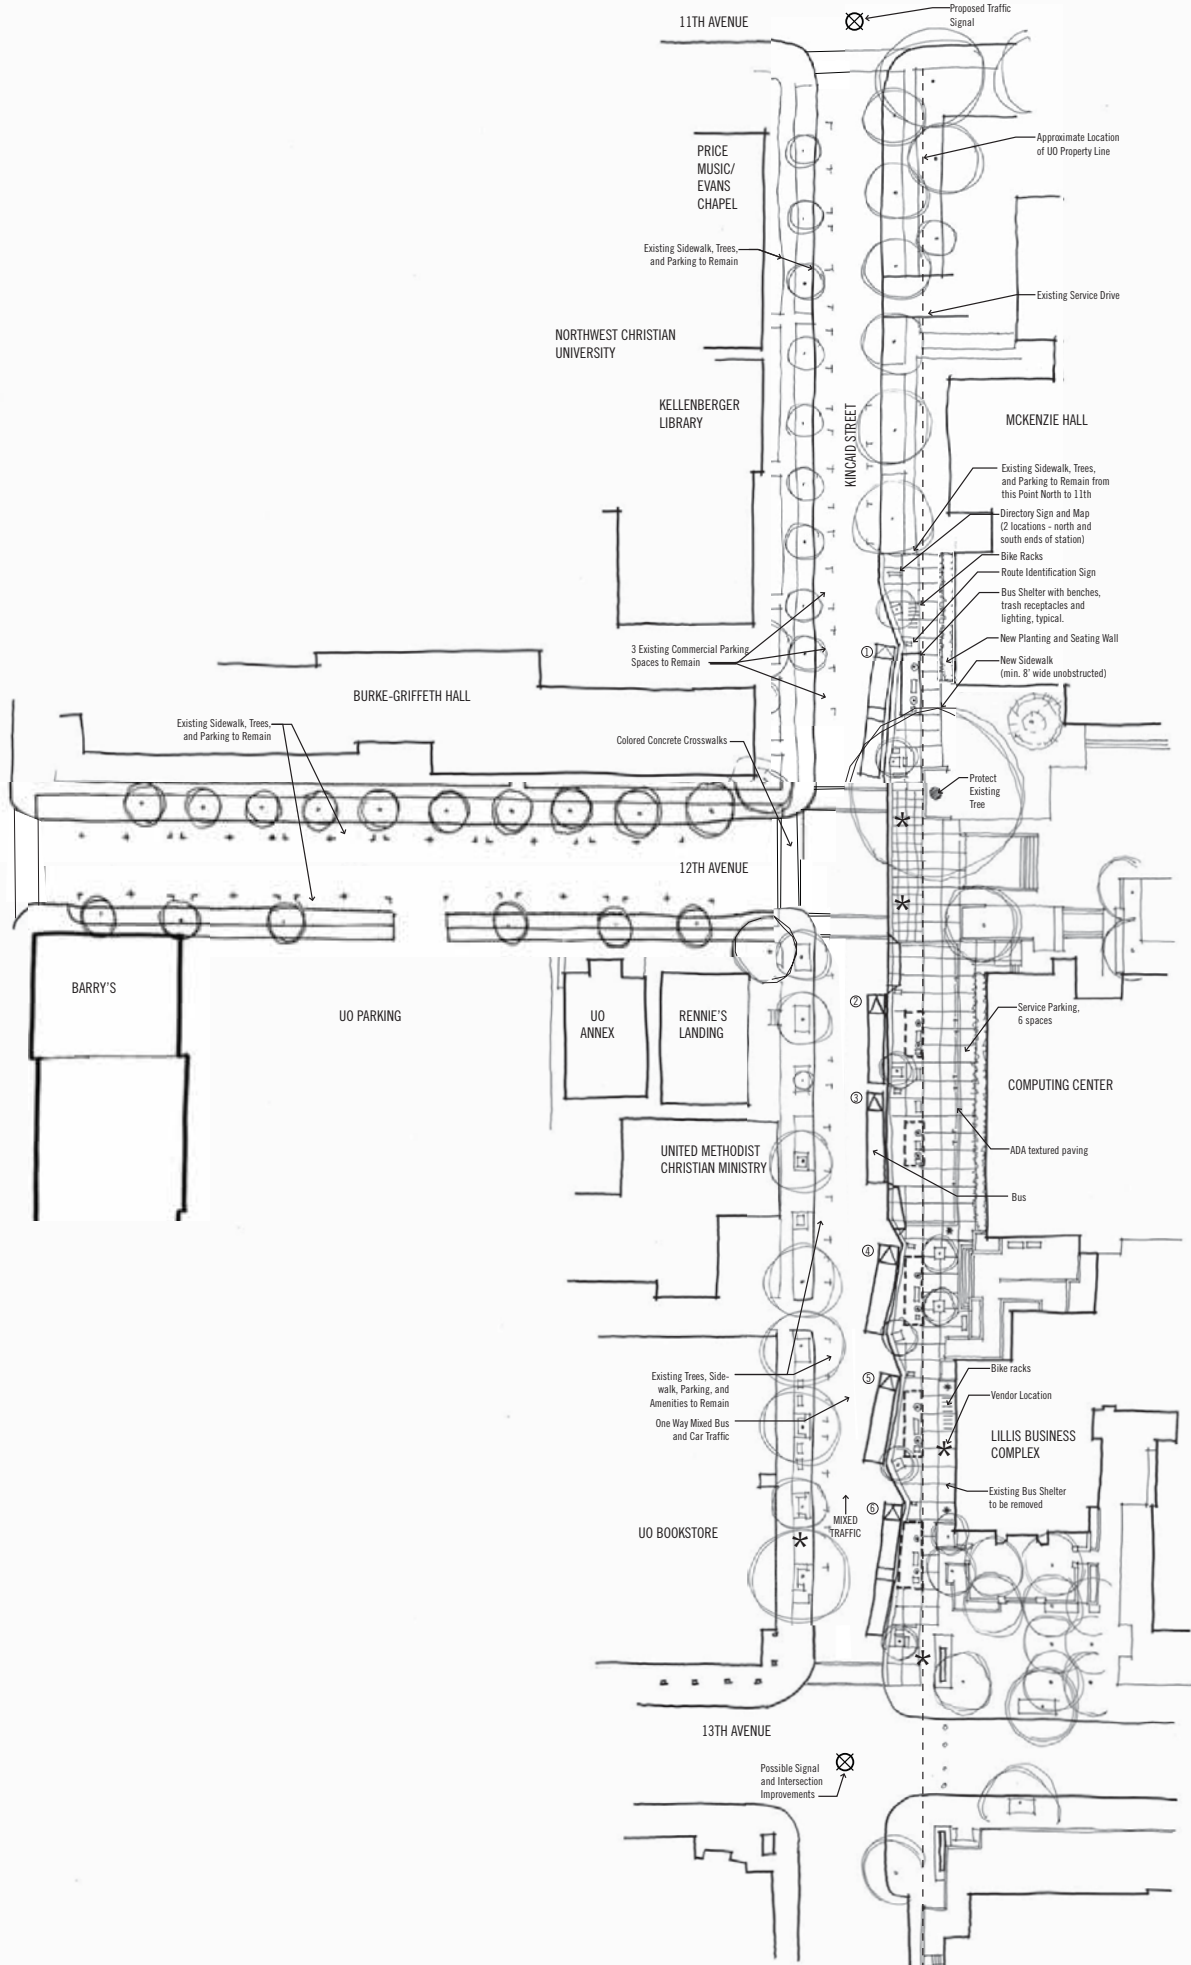 11TH AVENUE
Proposed Traffic
Signal
Approximate Location
of UO Property Line
PRICE
MUSIC/
EVANS
CHAPEL
Existing Sidewalk, Trees,
and Parking to Remain
Existing Service Drive
NORTHWEST CHRISTIAN
UNIVERSITY
KELLENBERGER
LIBRARY
KINCAID STREET
MCKENZIE HALL
Existing Sidewalk, Trees,
and Parking to Remain from
this Point North to 11th
Directory Sign and Map
(2 locations - north and
south ends of station)
Bike Racks
Route Identification Sign
Bus Shelter with benches,
trash receptacles and
lighting, typical.
New Planting and Seating Wall
New Sidewalk
(min. 8' wide unobstructed)
3 Existing Commercial Parking
Spaces to Remain
1
BURKE-GRIFFETH HALL
Existing Sidewalk, Trees,
and Parking to Remain
Colored Concrete Crosswalks
Protect
Existing
Tree
*
12TH AVENUE
*
BARRY'S
UO PARKING
UO
ANNEX
RENNIE'S
LANDING
2
Service Parking,
6 spaces
COMPUTING CENTER
3
UNITED METHODIST
CHRISTIAN MINISTRY
ADA textured paving
Bus
4
Existing Trees, Side-
walk, Parking, and
Amenities to Remain
5
Bike racks
Vendor Location
One Way Mixed Bus
and Car Traffic
LILLIS BUSINESS
COMPLEX
*
Existing Bus Shelter
to be removed
6
MIXED
TRAFFIC
UO BOOKSTORE
*
*
13TH AVENUE
Possible Signal
and Intersection
Improvements